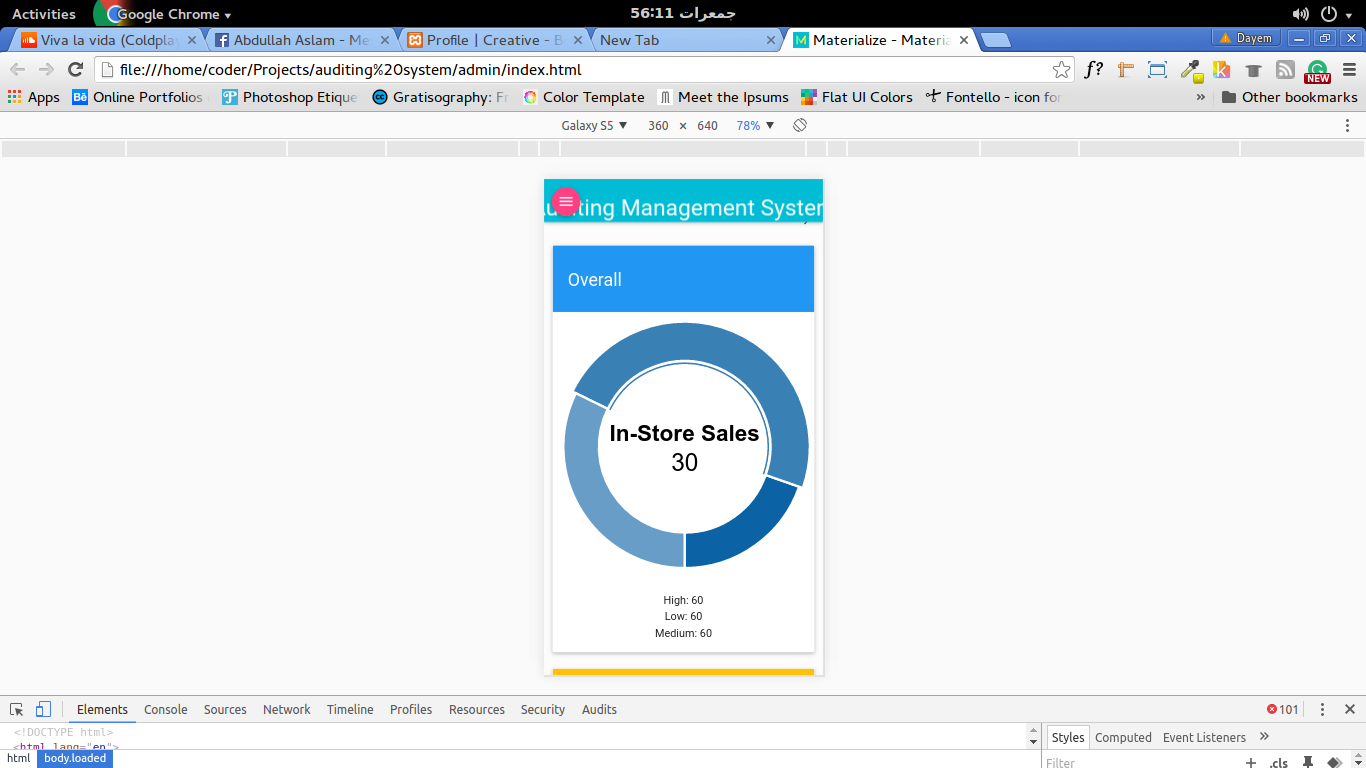 Activities Google Chrome جمعرات 11:56
Viva la vida (Coldplay Abdullah Aslam - Me Profile | Creative - B New Tab Materialize - Materia Dayem
file:///home/coder/Projects/auditing%20system/admin/index.html f? NEW
Apps Online Portfolios Photoshop Etique Gratisography: Fr Color Template Meet the Ipsums Flat UI Colors Fontello - icon for » Other bookmarks
Galaxy S5 360 × 640 78%
uditing Management System
Overall
In-Store Sales
30
High: 60
Low: 60
Medium: 60
Elements Console Sources Network Timeline Profiles Resources Security Audits 101
<!DOCTYPE html>
<html lang="en">
html body.loaded
Styles Computed Event Listeners »
Filter .cls